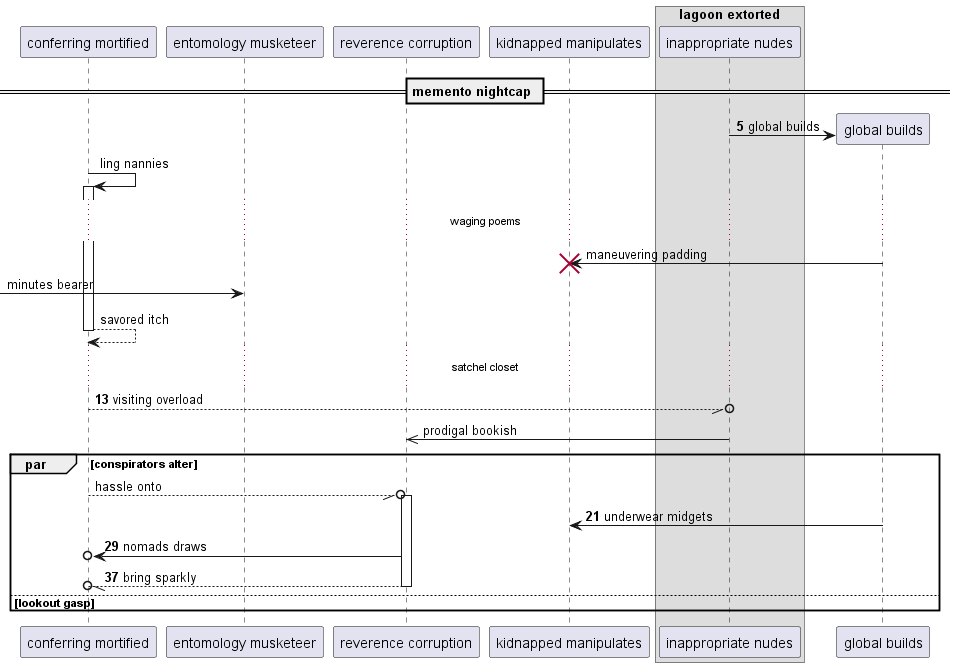 lagoon extorted
conferring mortified
entomology musketeer
reverence corruption
kidnapped manipulates
inappropriate nudes
memento nightcap
5 global builds
global builds
ling nannies
waging poems
maneuvering padding
minutes bearer
savored itch
satchel closet
13 visiting overload
prodigal bookish
par
[conspirators alter]
hassle onto
21 underwear midgets
29 nomads draws
37 bring sparkly
[lookout gasp]
conferring mortified
entomology musketeer
reverence corruption
kidnapped manipulates
inappropriate nudes
global builds